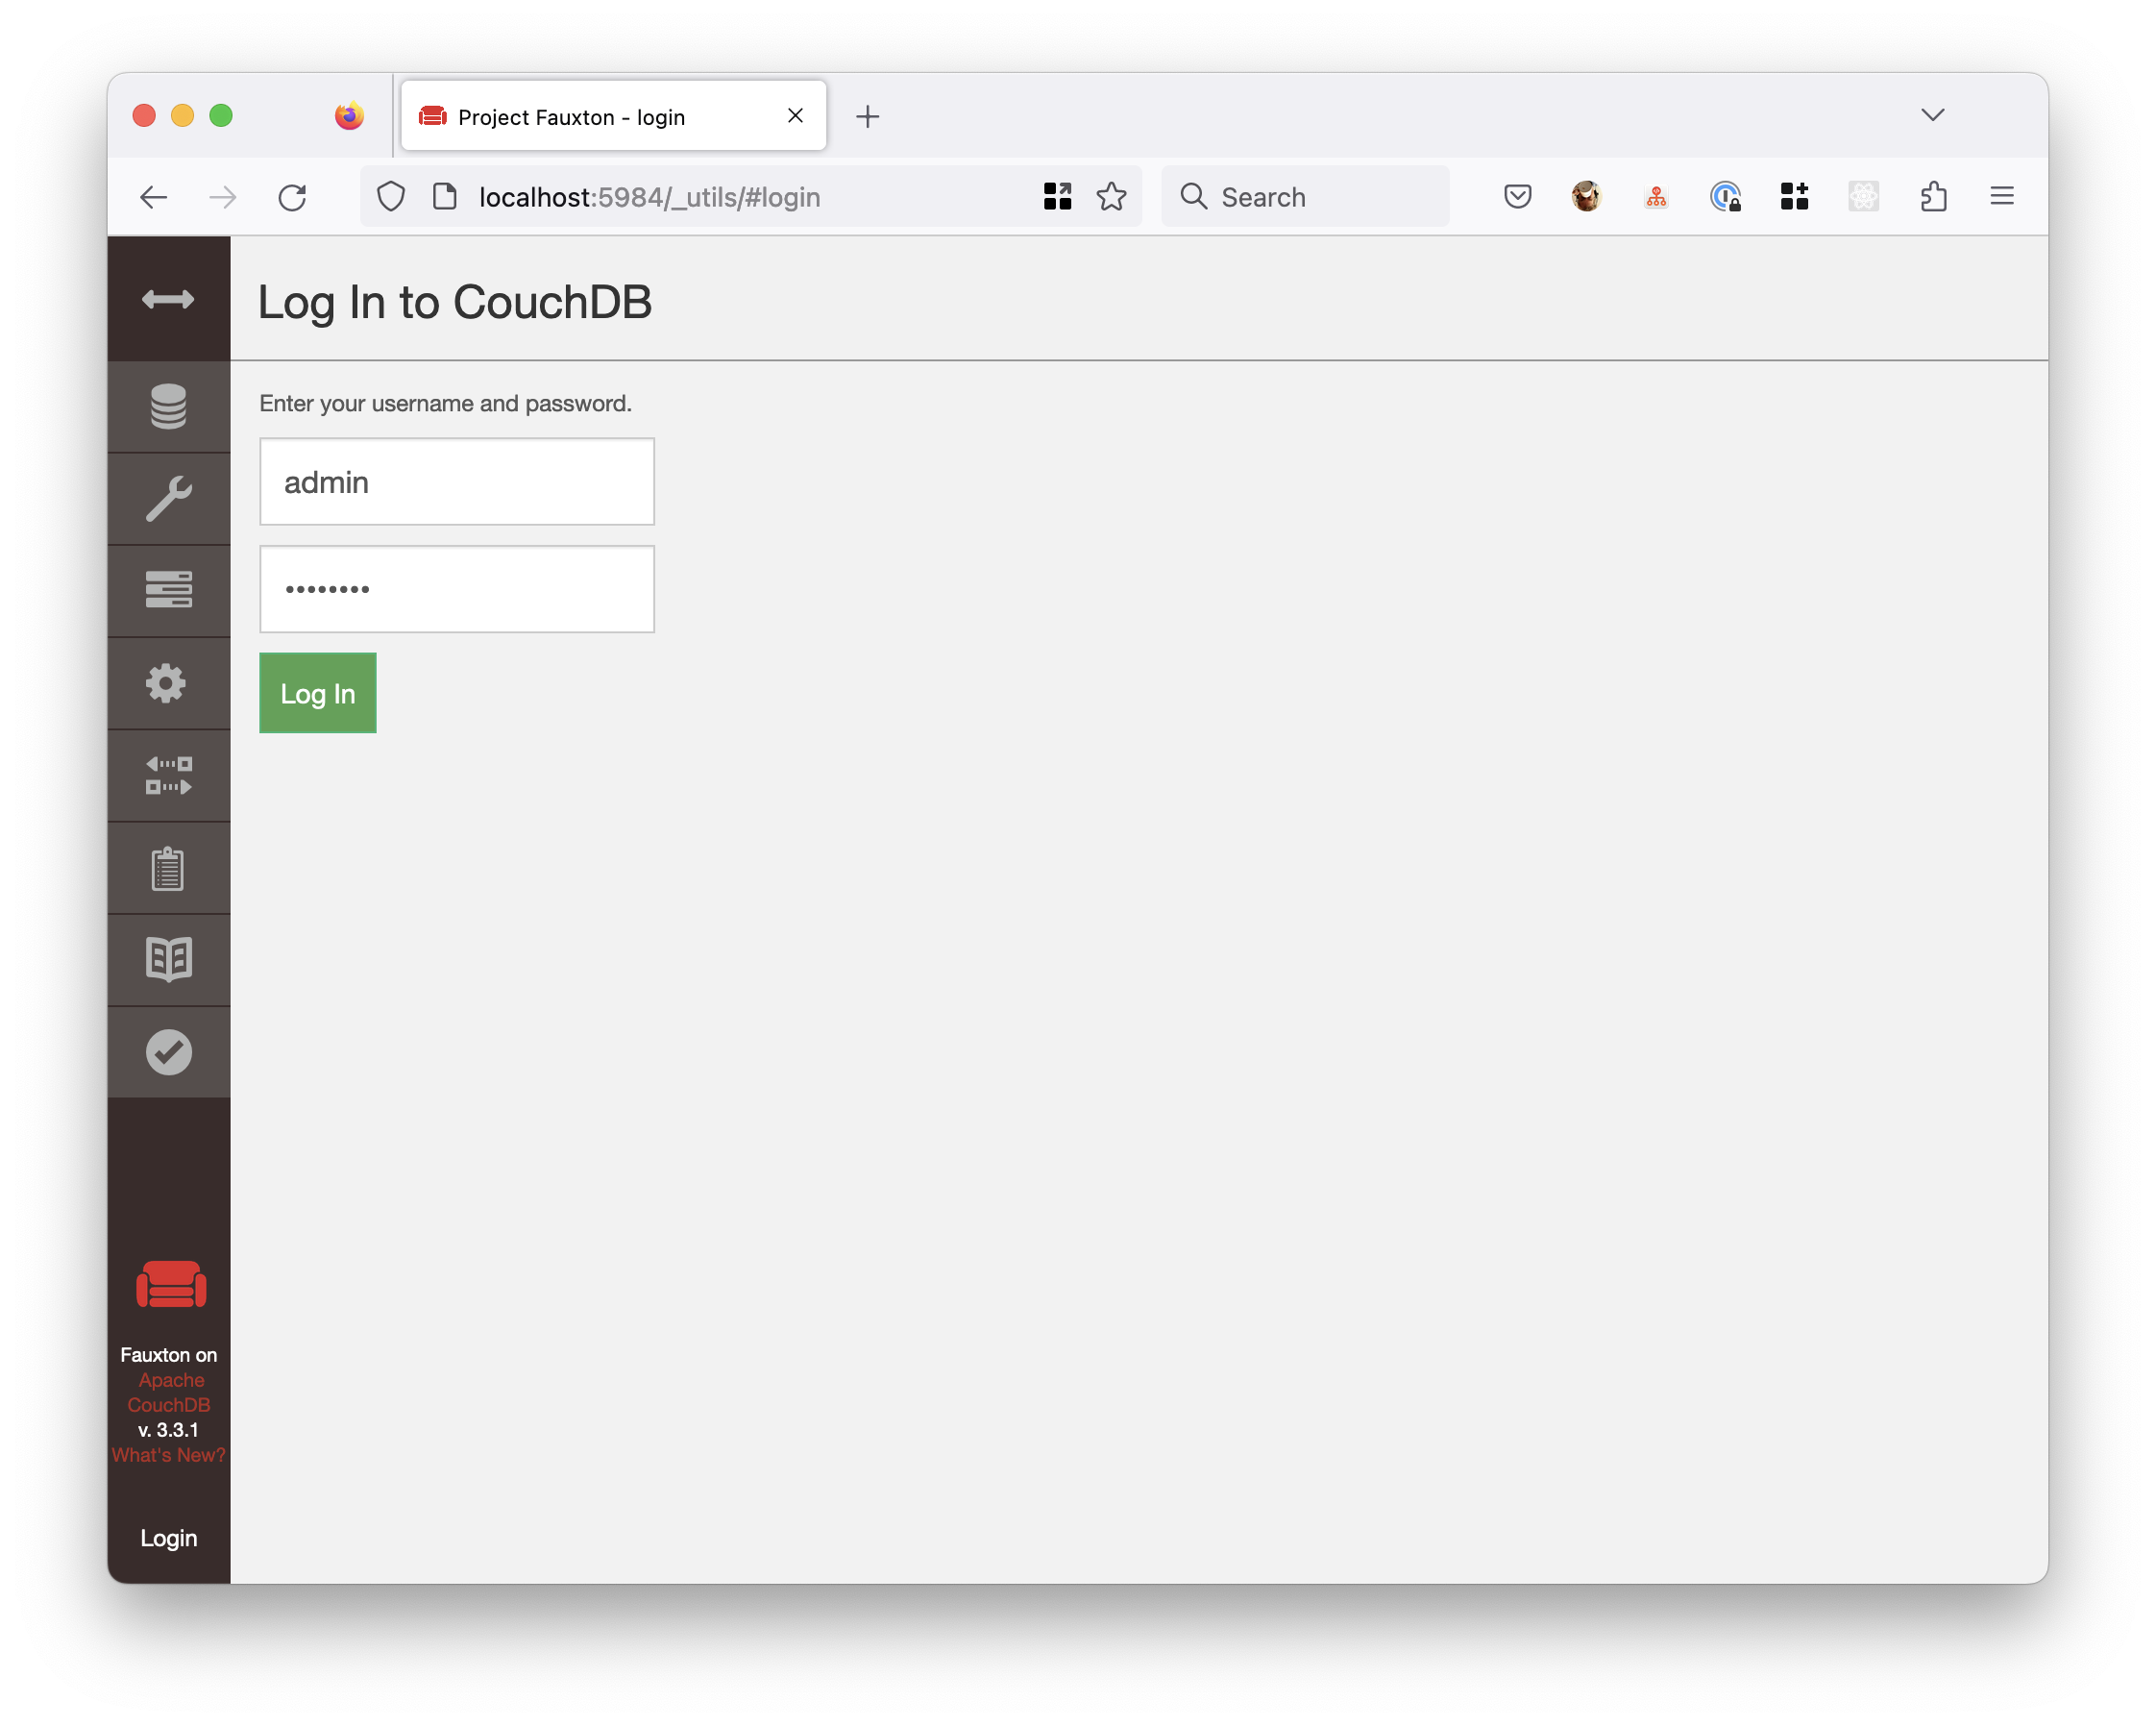 Project Fauxton - login
localhost:5984/_utils/#login
Search
Log In to CouchDB
Enter your username and password.
admin
••••••••
Log In
Fauxton on
Apache
CouchDB
v. 3.3.1
What's New?
Login